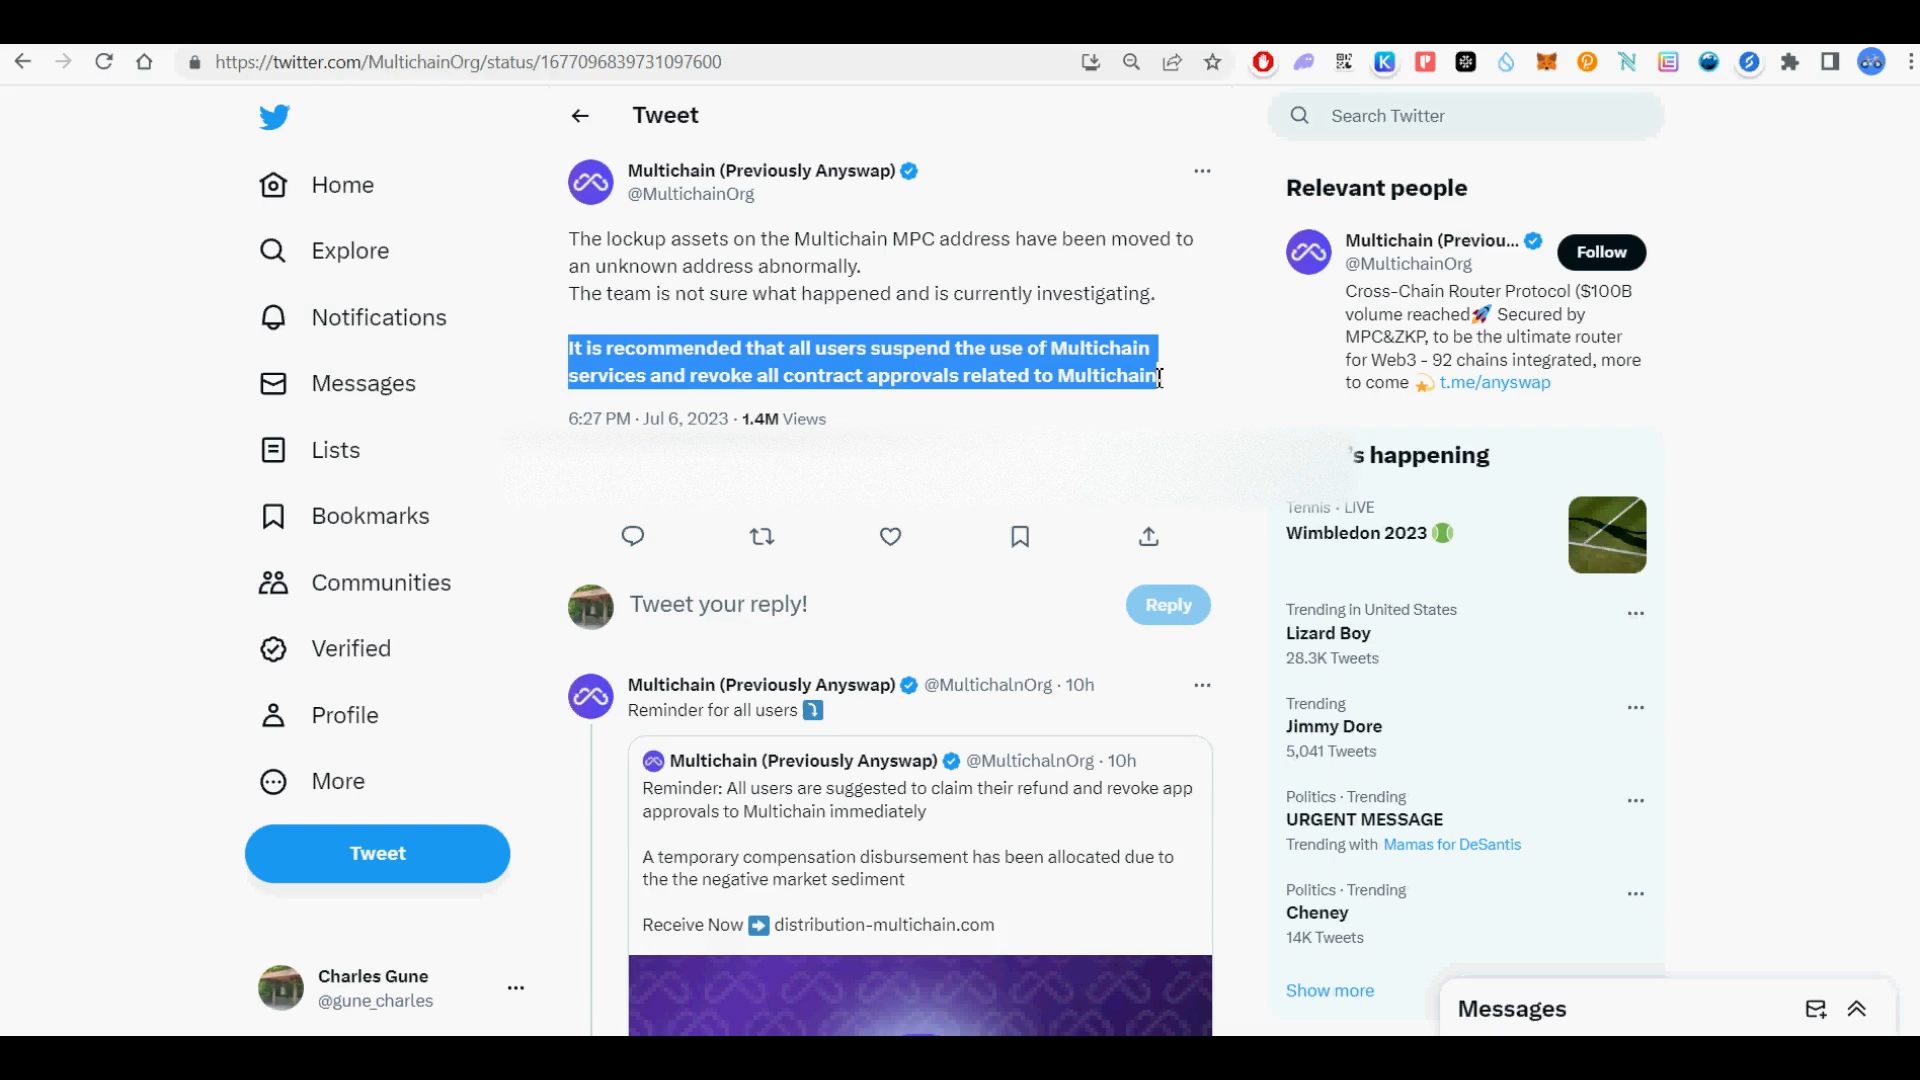 https://twitter.com/MultichainOrg/status/1677096839731097600
Home
Explore
Notifications
Messages
Lists
Bookmarks
Communities
Verified
Profile
More
Tweet
Charles Gune
@gune_charles
Tweet
Multichain (Previously Anyswap)
@MultichainOrg
The lockup assets on the Multichain MPC address have been moved to
an unknown address abnormally.
The team is not sure what happened and is currently investigating.
It is recommended that all users suspend the use of Multichain
services and revoke all contract approvals related to Multichain
6:27 PM · Jul 6, 2023 · 1.4M Views
Tweet your reply!
Reply
Multichain (Previously Anyswap) @MultichalnOrg · 10h
Reminder for all users
Multichain (Previously Anyswap) @MultichalnOrg · 10h
Reminder: All users are suggested to claim their refund and revoke app
approvals to Multichain immediately
A temporary compensation disbursement has been allocated due to
the the negative market sediment
Receive Now ➡ distribution-multichain.com
Search Twitter
Relevant people
Multichain (Previou...
@MultichainOrg
Follow
Cross-Chain Router Protocol ($100B
volume reached🚀 Secured by
MPC&ZKP, to be the ultimate router
for Web3 - 92 chains integrated, more
to come 💫 t.me/anyswap
's happening
Tennis · LIVE
Wimbledon 2023
Trending in United States
Lizard Boy
28.3K Tweets
Trending
Jimmy Dore
5,041 Tweets
Politics · Trending
URGENT MESSAGE
Trending with Mamas for DeSantis
Politics · Trending
Cheney
14K Tweets
Show more
Messages